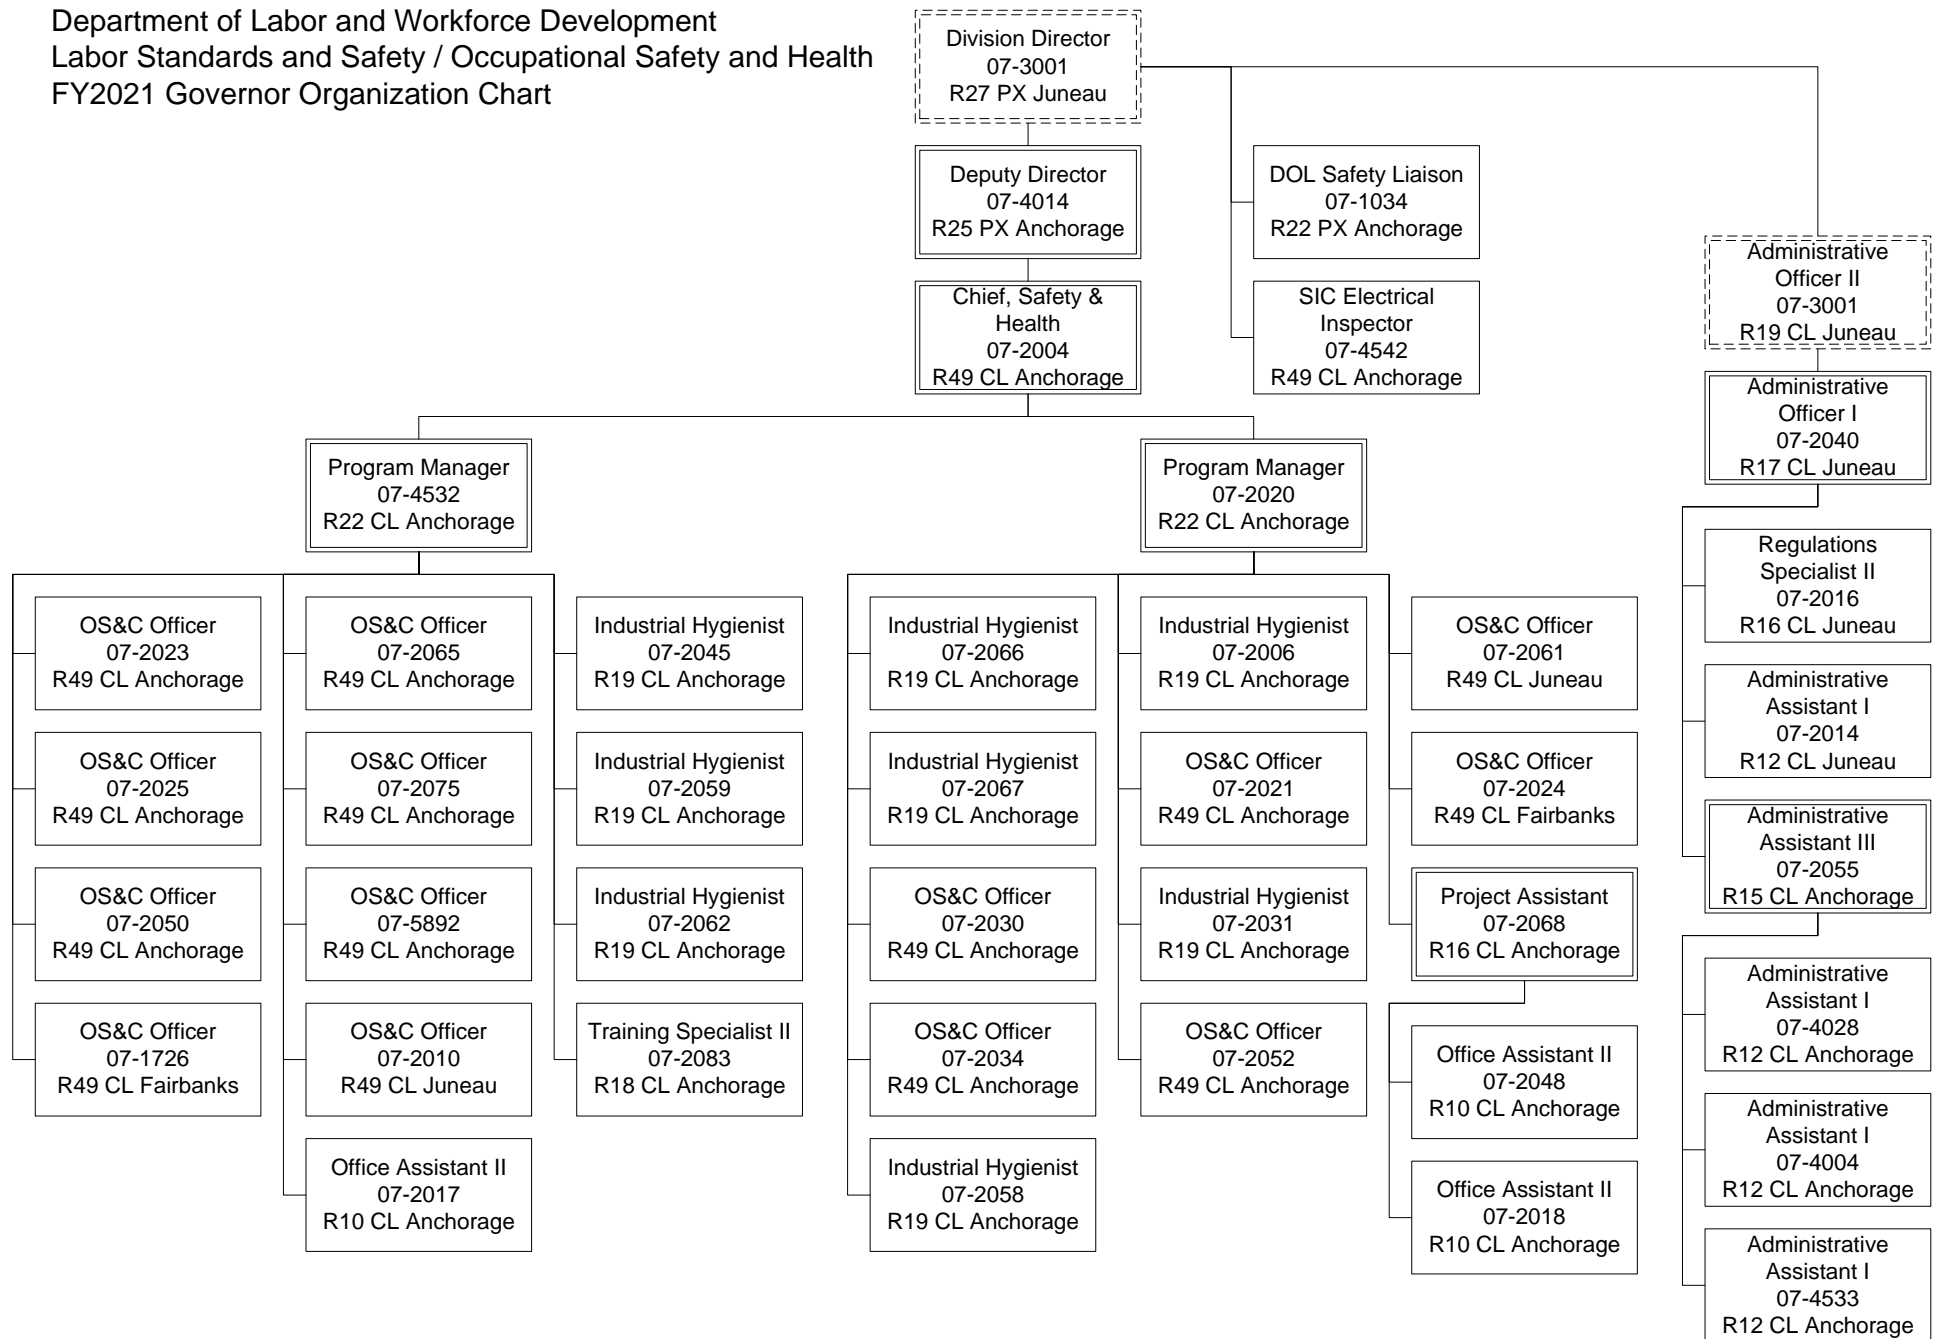 Department of Labor and Workforce Development
Labor Standards and Safety / Occupational Safety and Health
FY2021 Governor Organization Chart
Division Director
07-3001
R27 PX Juneau
Deputy Director
07-4014
R25 PX Anchorage
DOL Safety Liaison
07-1034
R22 PX Anchorage
Chief, Safety &
Health
07-2004
R49 CL Anchorage
SIC Electrical
Inspector
07-4542
R49 CL Anchorage
Program Manager
07-4532
R22 CL Anchorage
OS&C Officer
07-2023
R49 CL Anchorage
OS&C Officer
07-2025
R49 CL Anchorage
OS&C Officer
07-2050
R49 CL Anchorage
OS&C Officer
07-1726
R49 CL Fairbanks
OS&C Officer
07-2065
R49 CL Anchorage
OS&C Officer
07-2075
R49 CL Anchorage
OS&C Officer
07-5892
R49 CL Anchorage
OS&C Officer
07-2010
R49 CL Juneau
Office Assistant II
07-2017
R10 CL Anchorage
Industrial Hygienist
07-2045
R19 CL Anchorage
Industrial Hygienist
07-2059
R19 CL Anchorage
Industrial Hygienist
07-2062
R19 CL Anchorage
Training Specialist II
07-2083
R18 CL Anchorage
Program Manager
07-2020
R22 CL Anchorage
Industrial Hygienist
07-2066
R19 CL Anchorage
Industrial Hygienist
07-2067
R19 CL Anchorage
OS&C Officer
07-2030
R49 CL Anchorage
OS&C Officer
07-2034
R49 CL Anchorage
Industrial Hygienist
07-2058
R19 CL Anchorage
Industrial Hygienist
07-2006
R19 CL Anchorage
OS&C Officer
07-2021
R49 CL Anchorage
Industrial Hygienist
07-2031
R19 CL Anchorage
OS&C Officer
07-2052
R49 CL Anchorage
OS&C Officer
07-2061
R49 CL Juneau
OS&C Officer
07-2024
R49 CL Fairbanks
Project Assistant
07-2068
R16 CL Anchorage
Office Assistant II
07-2048
R10 CL Anchorage
Office Assistant II
07-2018
R10 CL Anchorage
Administrative
Officer II
07-3001
R19 CL Juneau
Administrative
Officer I
07-2040
R17 CL Juneau
Regulations
Specialist II
07-2016
R16 CL Juneau
Administrative
Assistant I
07-2014
R12 CL Juneau
Administrative
Assistant III
07-2055
R15 CL Anchorage
Administrative
Assistant I
07-4028
R12 CL Anchorage
Administrative
Assistant I
07-4004
R12 CL Anchorage
Administrative
Assistant I
07-4533
R12 CL Anchorage